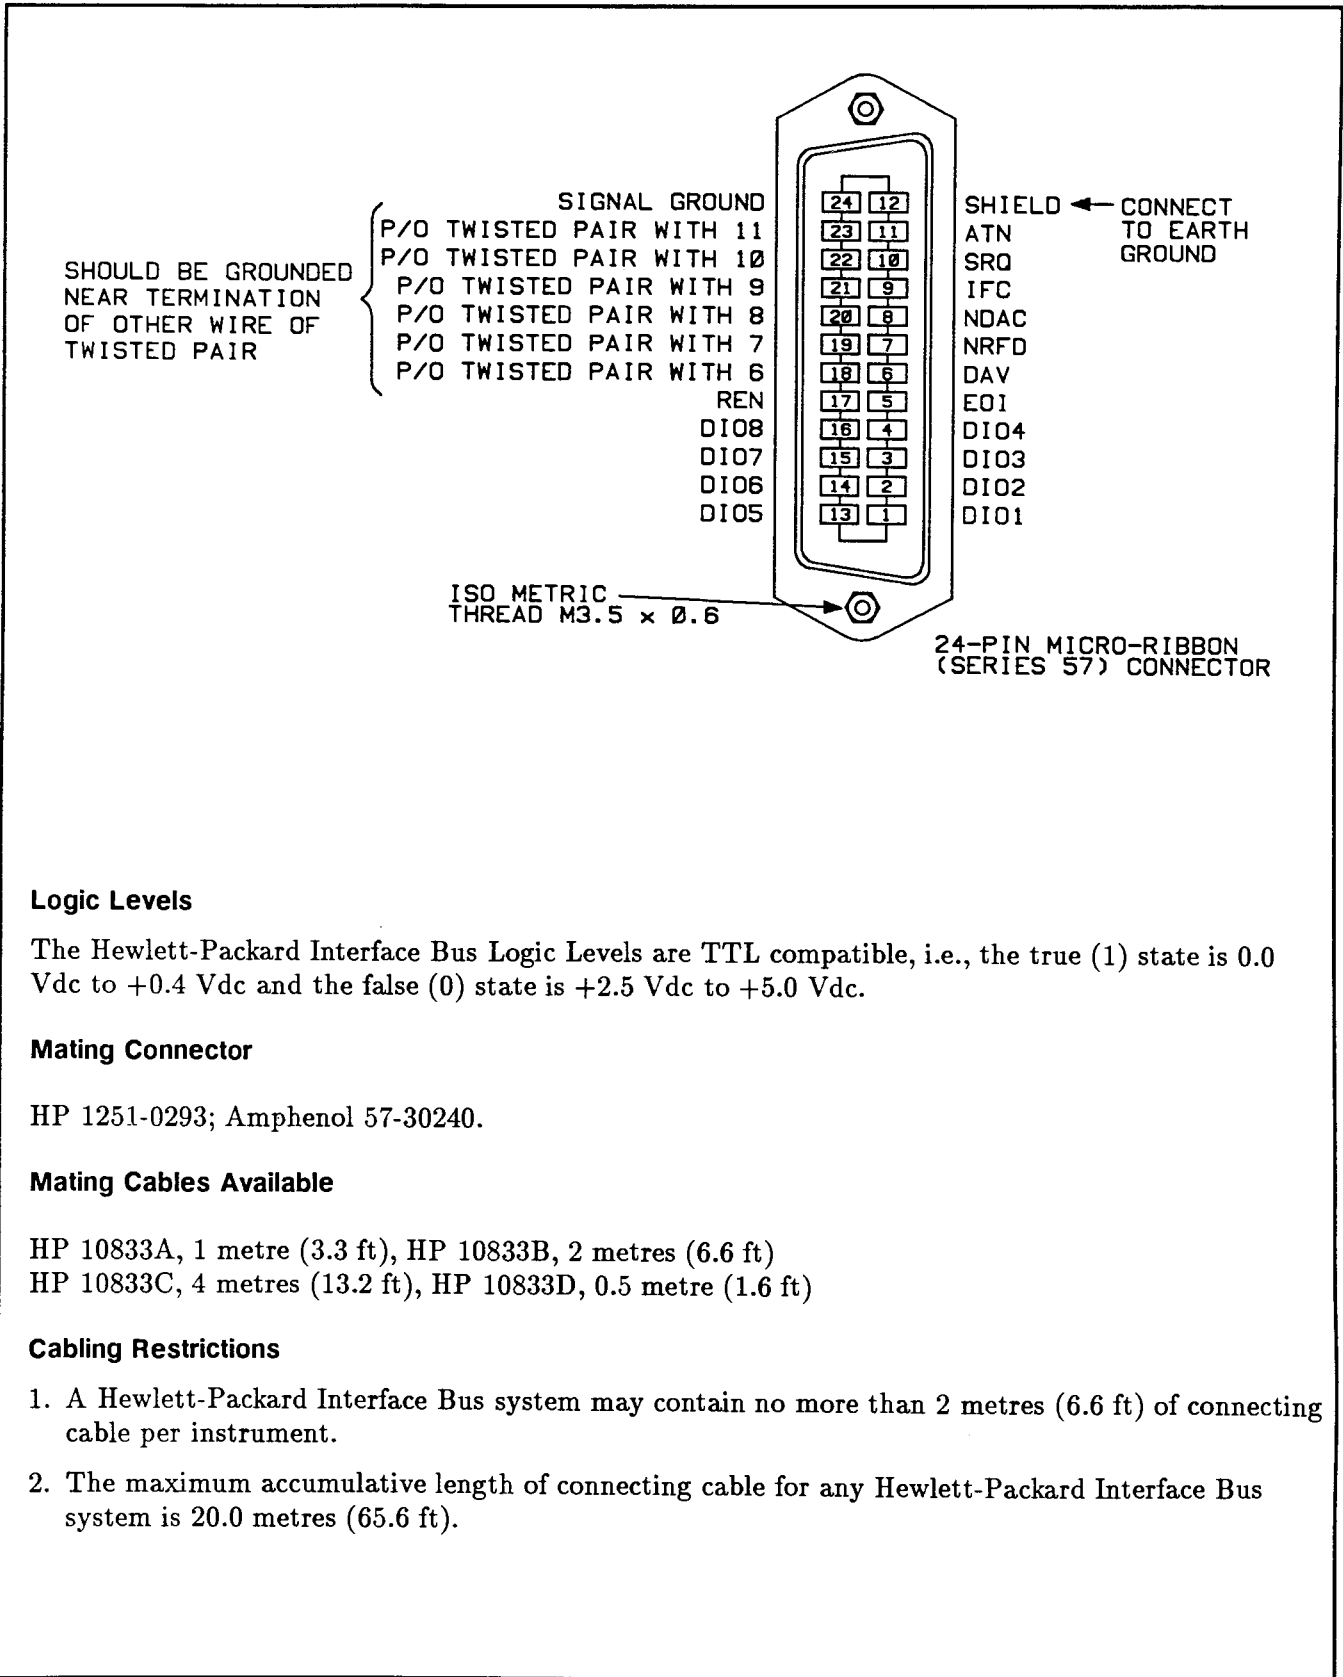 SIGNAL GROUND 24 12 SHIELD CONNECT
P/O TWISTED PAIR WITH 11 23 11 ATN TO EARTH
P/O TWISTED PAIR WITH 10 22 10 SRQ GROUND
SHOULD BE GROUNDED
NEAR TERMINATION
OF OTHER WIRE OF
TWISTED PAIR
P/O TWISTED PAIR WITH 9 21 9 IFC
P/O TWISTED PAIR WITH 8 20 8 NDAC
P/O TWISTED PAIR WITH 7 19 7 NRFD
P/O TWISTED PAIR WITH 6 18 6 DAV
REN 17 5 EOI
DIO8 16 4 DIO4
DIO7 15 3 DIO3
DIO6 14 2 DIO2
DIO5 13 1 DIO1
ISO METRIC
THREAD M3.5 x 0.6
24-PIN MICRO-RIBBON
(SERIES 57) CONNECTOR
Logic Levels
The Hewlett-Packard Interface Bus Logic Levels are TTL compatible, i.e., the true (1) state is 0.0
Vdc to +0.4 Vdc and the false (0) state is +2.5 Vdc to +5.0 Vdc.
Mating Connector
HP 1251-0293; Amphenol 57-30240.
Mating Cables Available
HP 10833A, 1 metre (3.3 ft), HP 10833B, 2 metres (6.6 ft)
HP 10833C, 4 metres (13.2 ft), HP 10833D, 0.5 metre (1.6 ft)
Cabling Restrictions
1. A Hewlett-Packard Interface Bus system may contain no more than 2 metres (6.6 ft) of connecting
cable per instrument.
2. The maximum accumulative length of connecting cable for any Hewlett-Packard Interface Bus
system is 20.0 metres (65.6 ft).